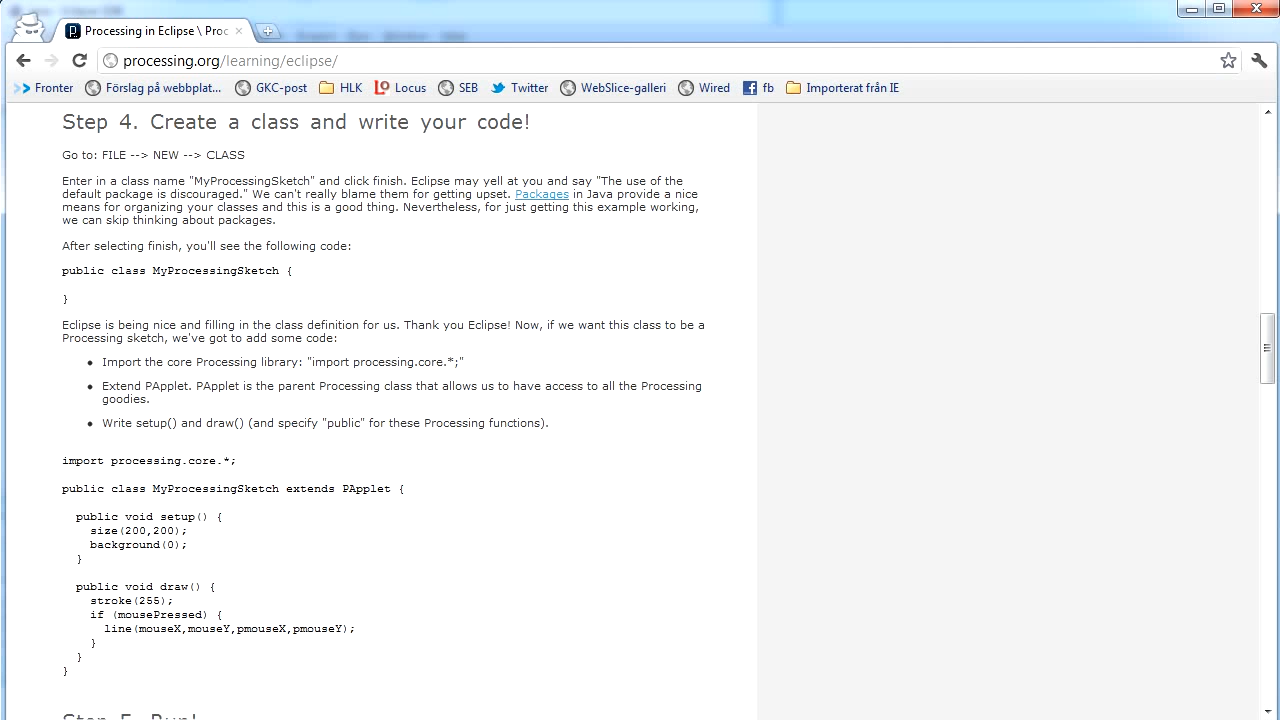 Processing in Eclipse \ Proc
processing.org/learning/eclipse/
Fronter
Förslag på webbplat...
GKC-post
HLK
Locus
SEB
Twitter
WebSlice-galleri
Wired
fb
Importerat från IE
Step 4. Create a class and write your code!
Go to: FILE --> NEW --> CLASS
Enter in a class name "MyProcessingSketch" and click finish. Eclipse may yell at you and say "The use of the
default package is discouraged." We can't really blame them for getting upset. Packages in Java provide a nice
means for organizing your classes and this is a good thing. Nevertheless, for just getting this example working,
we can skip thinking about packages.
After selecting finish, you'll see the following code:
public class MyProcessingSketch {
}
Eclipse is being nice and filling in the class definition for us. Thank you Eclipse! Now, if we want this class to be a
Processing sketch, we've got to add some code:
• Import the core Processing library: "import processing.core.*;"
• Extend PApplet. PApplet is the parent Processing class that allows us to have access to all the Processing
goodies.
• Write setup() and draw() (and specify "public" for these Processing functions).
import processing.core.*;
public class MyProcessingSketch extends PApplet {
public void setup() {
size(200,200);
background(0);
}
public void draw() {
stroke(255);
if (mousePressed) {
line(mouseX,mouseY,pmouseX,pmouseY);
}
}
}
Step 5. Run!